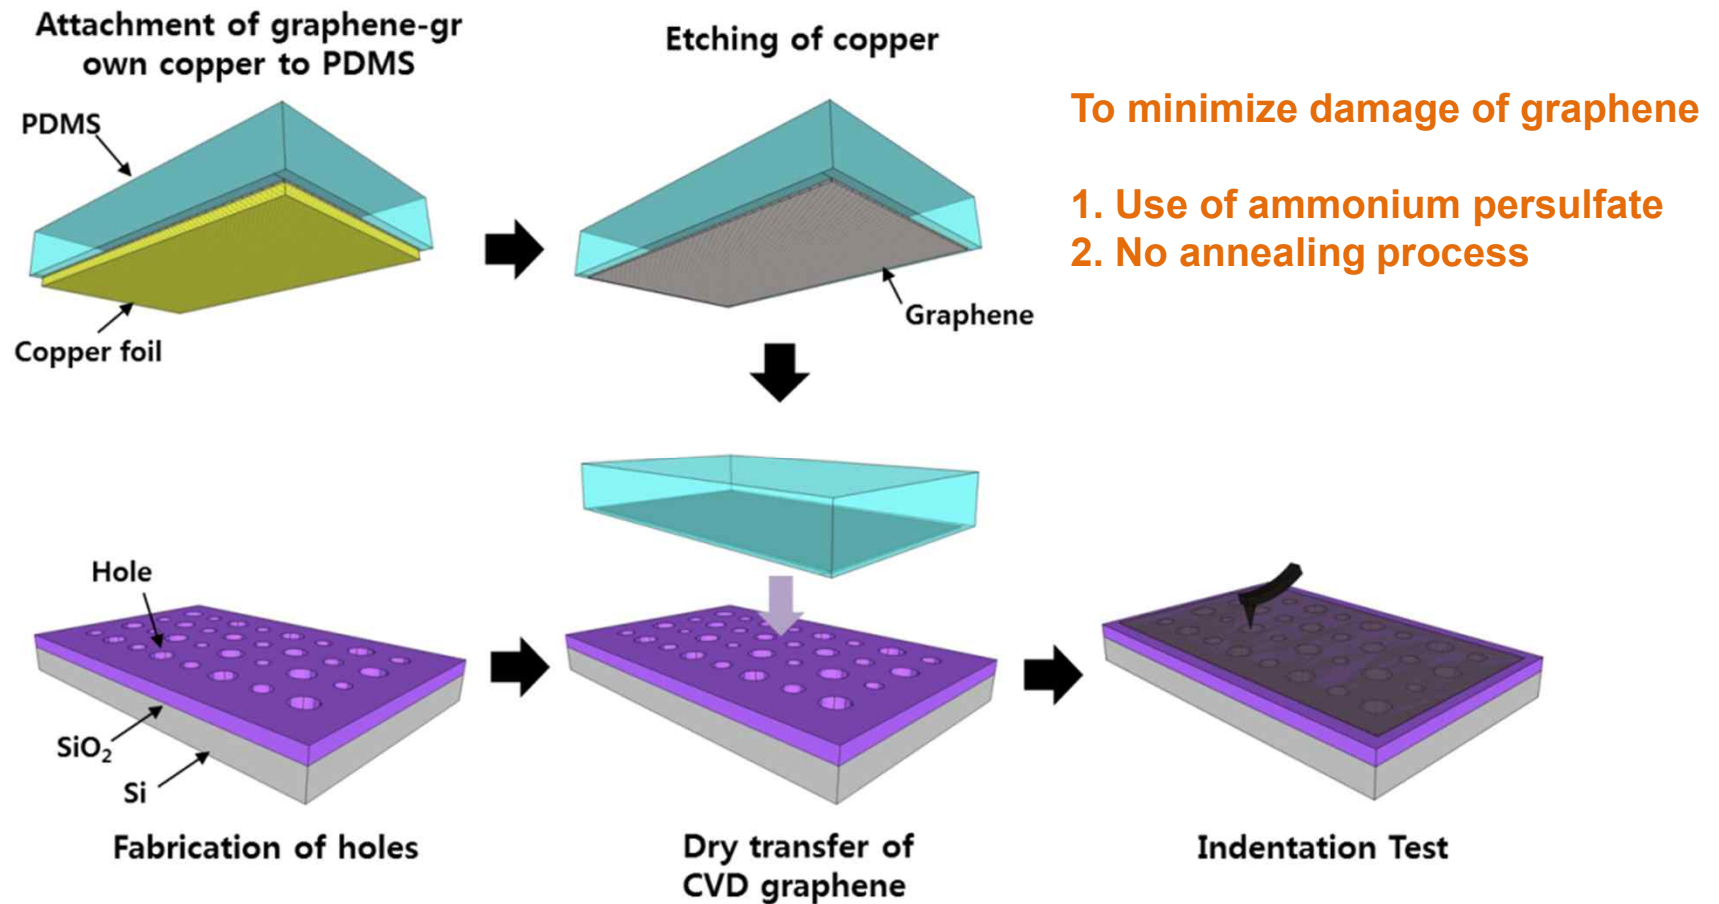 Attachment of graphene-gr
own copper to PDMS
Etching of copper
To minimize damage of graphene
PDMS
1. Use of ammonium persulfate
2. No annealing process
Graphene
Copper foil
Hole
SiO₂
Si
Fabrication of holes
Dry transfer of
CVD graphene
Indentation Test